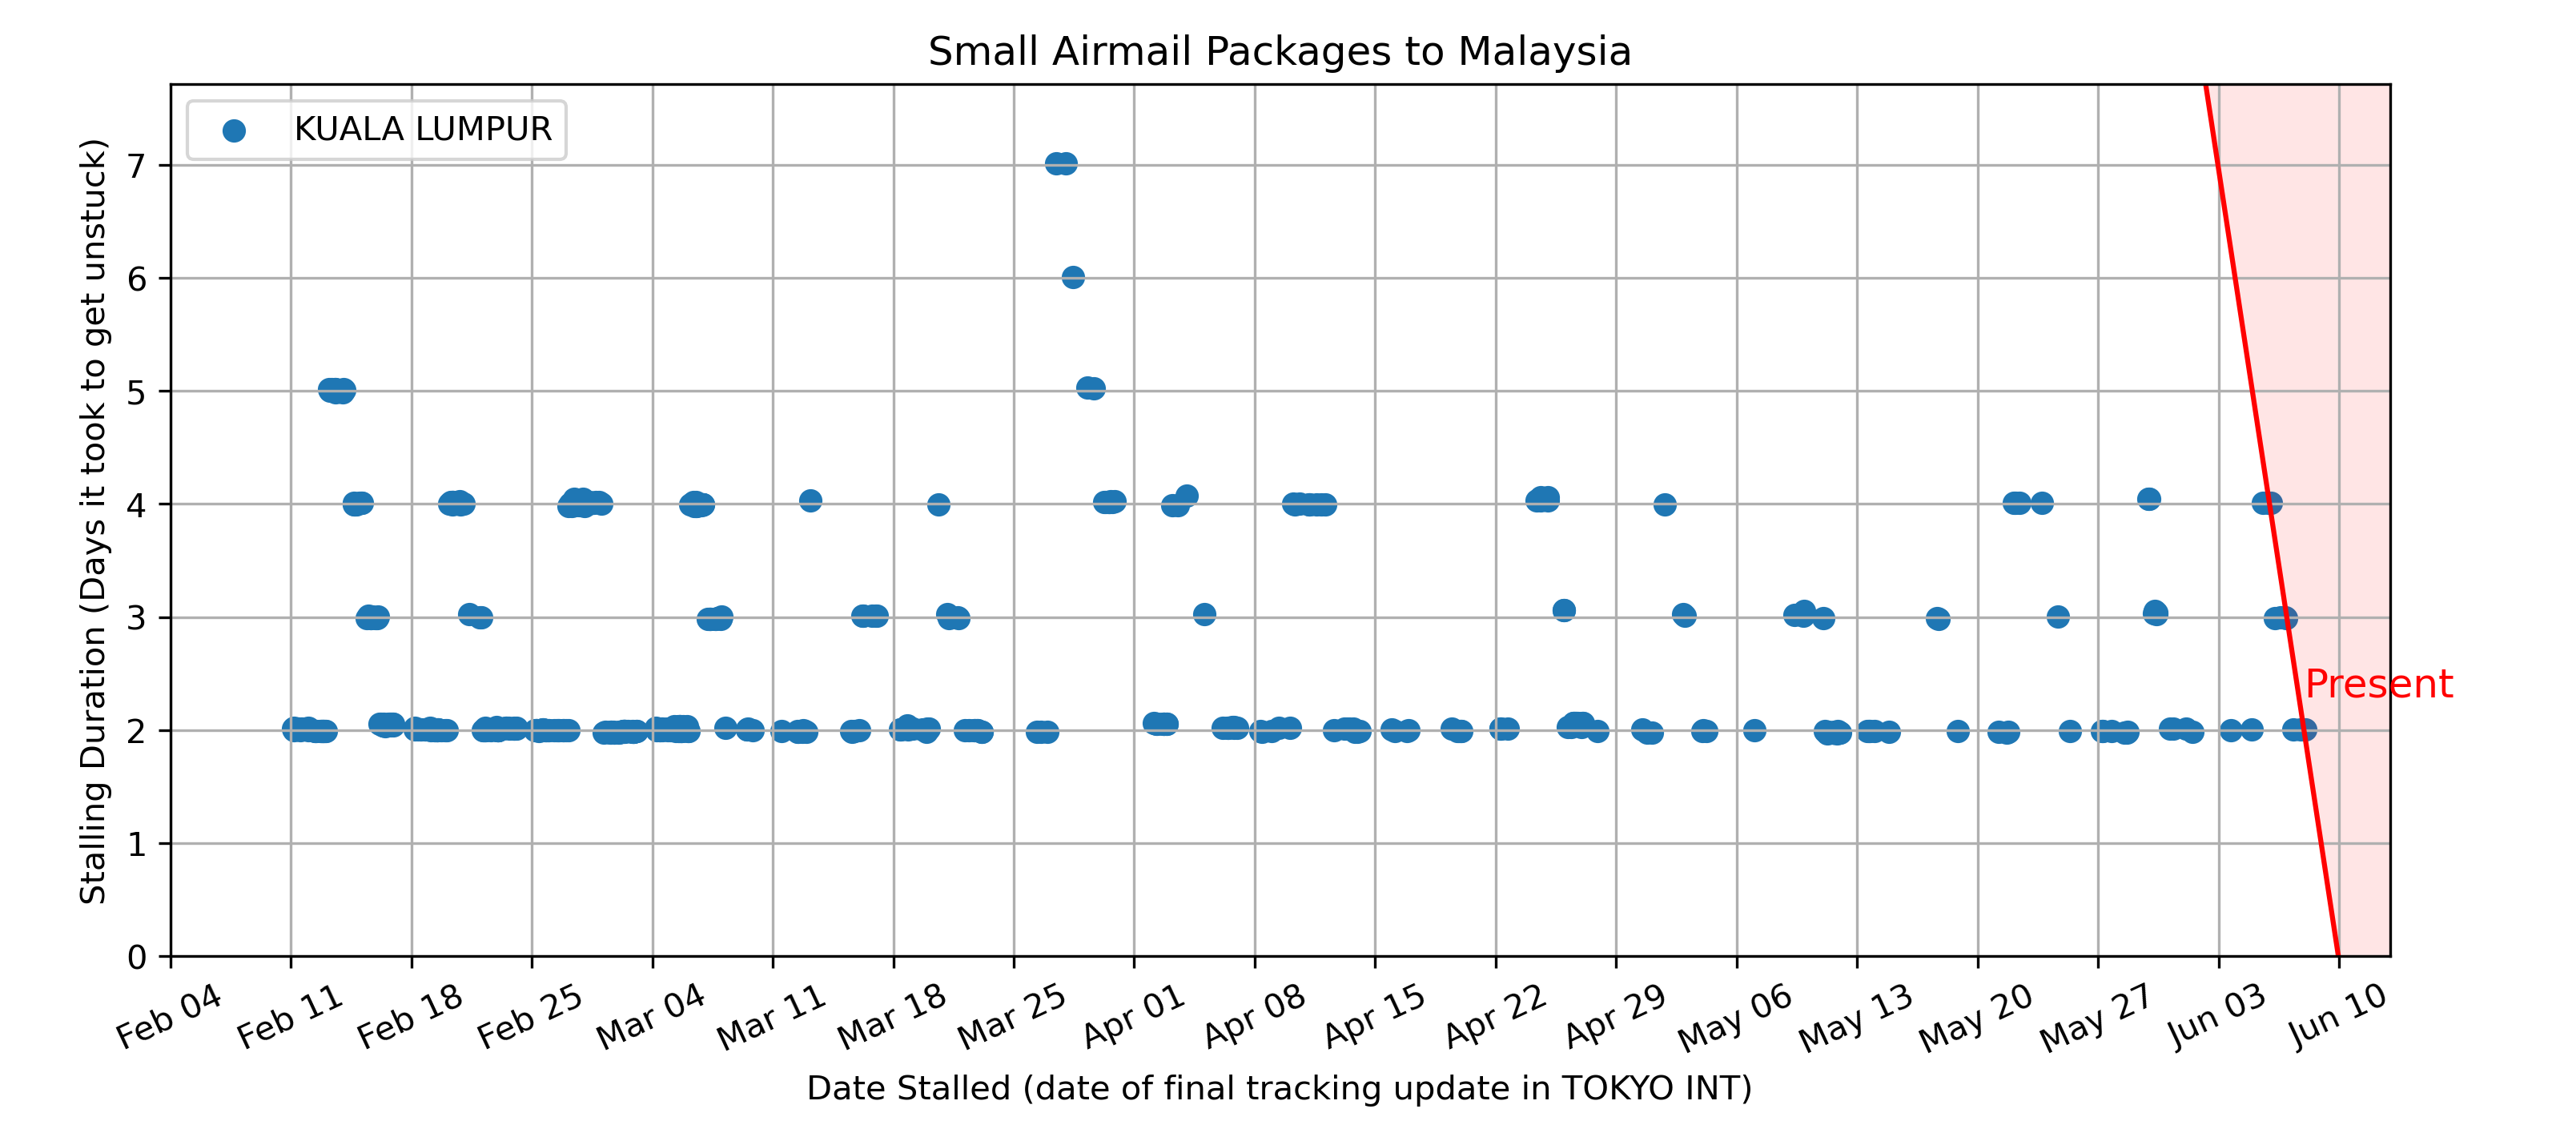 Small Airmail Packages to Malaysia
KUALA LUMPUR
Stalling Duration (Days it took to get unstuck)
7
6
5
4
3
2
1
0
Present
Feb 04
Feb 11
Feb 18
Feb 25
Mar 04
Mar 11
Mar 18
Mar 25
Apr 01
Apr 08
Apr 15
Apr 22
Apr 29
May 06
May 13
May 20
May 27
Jun 03
Jun 10
Date Stalled (date of final tracking update in TOKYO INT)